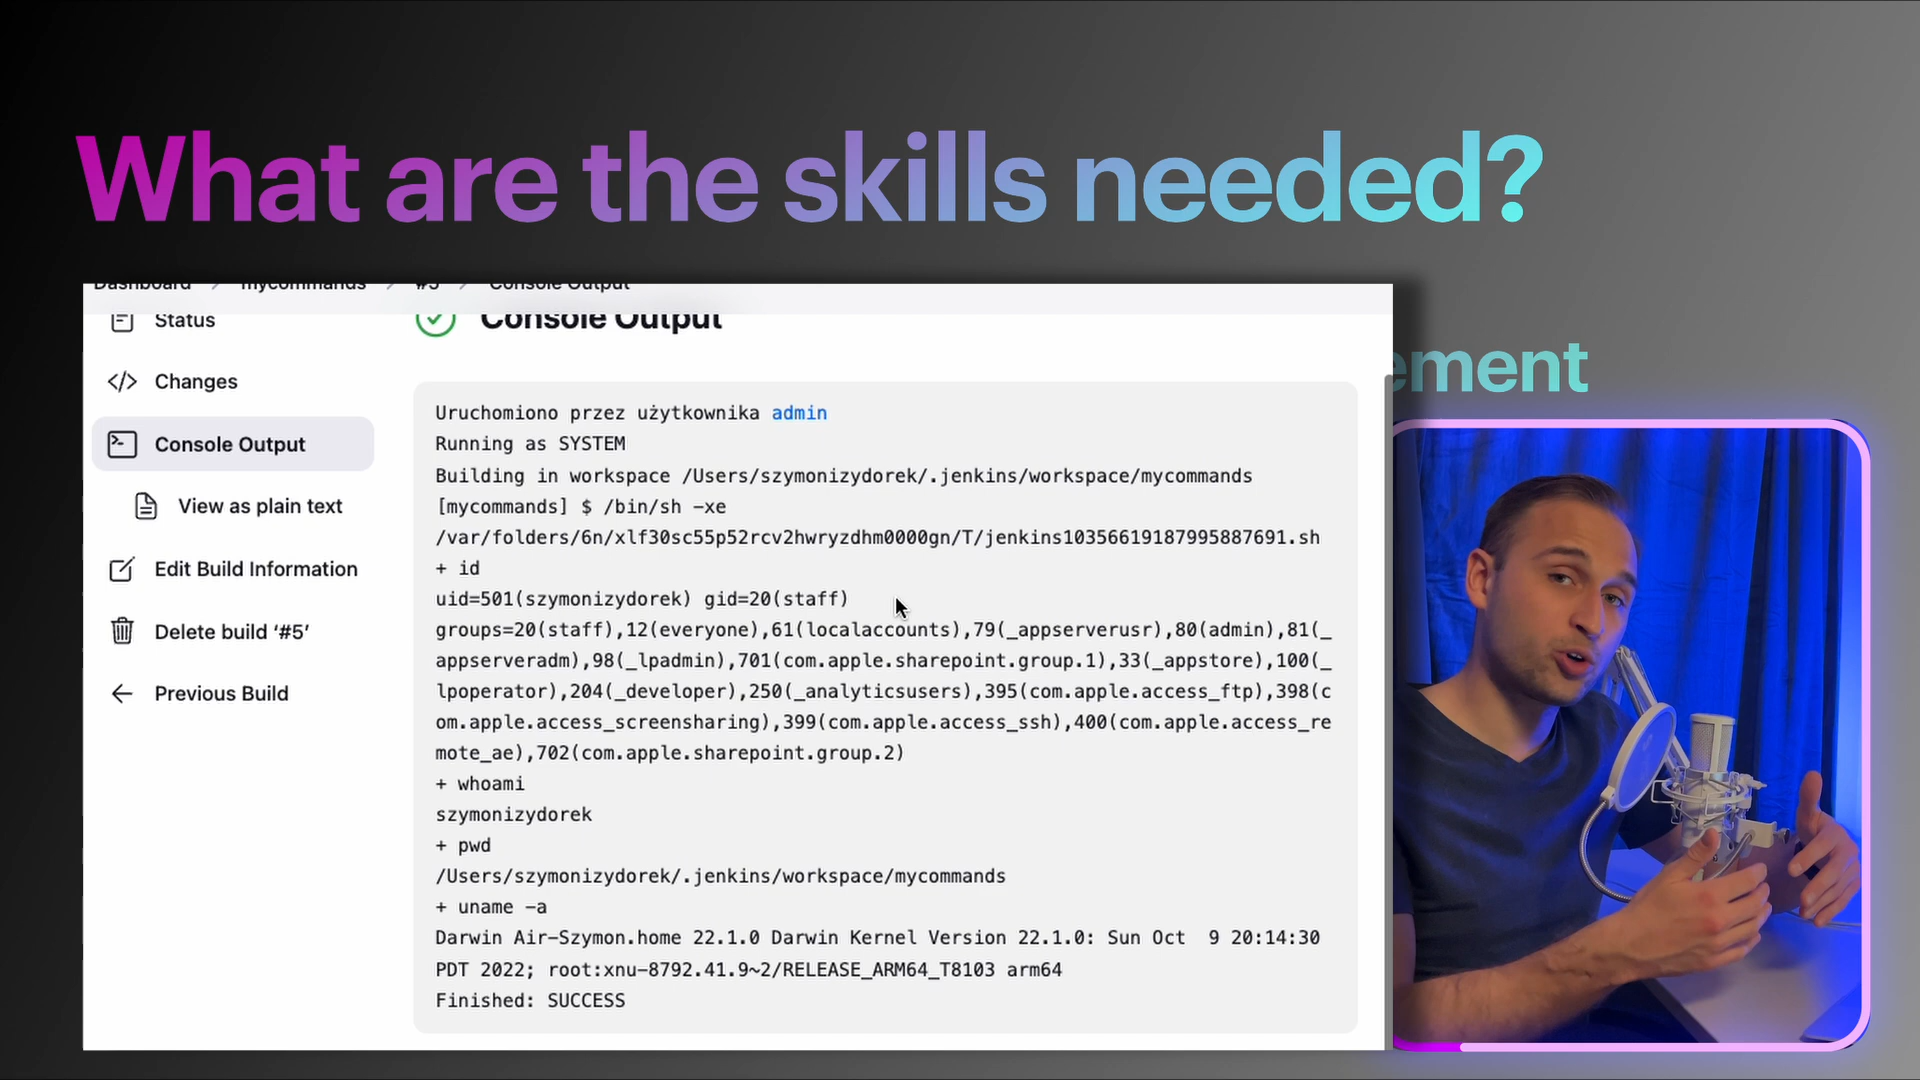 What are the skills needed?
Dashboard > mycommands > #5 > Console Output
ement
Status
Changes
Console Output
View as plain text
Edit Build Information
Delete build ‘#5’
Previous Build
Console Output
Uruchomiono przez użytkownika admin
Running as SYSTEM
Building in workspace /Users/szymonizydorek/.jenkins/workspace/mycommands
[mycommands] $ /bin/sh -xe
/var/folders/6n/xlf30sc55p52rcv2hwryzdhm0000gn/T/jenkins10356619187995887691.sh
+ id
uid=501(szymonizydorek) gid=20(staff)
groups=20(staff),12(everyone),61(localaccounts),79(_appserverusr),80(admin),81(_
appserveradm),98(_lpadmin),701(com.apple.sharepoint.group.1),33(_appstore),100(_
lpoperator),204(_developer),250(_analyticsusers),395(com.apple.access_ftp),398(c
om.apple.access_screensharing),399(com.apple.access_ssh),400(com.apple.access_re
mote_ae),702(com.apple.sharepoint.group.2)
+ whoami
szymonizydorek
+ pwd
/Users/szymonizydorek/.jenkins/workspace/mycommands
+ uname -a
Darwin Air-Szymon.home 22.1.0 Darwin Kernel Version 22.1.0: Sun Oct  9 20:14:30
PDT 2022; root:xnu-8792.41.9~2/RELEASE_ARM64_T8103 arm64
Finished: SUCCESS